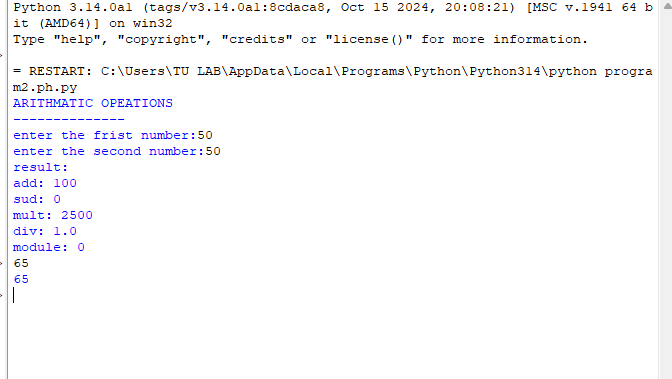 Python 3.14.0a1 (tags/v3.14.0a1:8cdaca8, Oct 15 2024, 20:08:21) [MSC v.1941 64 b
it (AMD64)] on win32
Type "help", "copyright", "credits" or "license()" for more information.
= RESTART: C:\Users\TU LAB\AppData\Local\Programs\Python\Python314\python progra
m2.ph.py
ARITHMATIC OPEATIONS
--------------
enter the frist number:50
enter the second number:50
result:
add: 100
sud: 0
mult: 2500
div: 1.0
module: 0
65
65